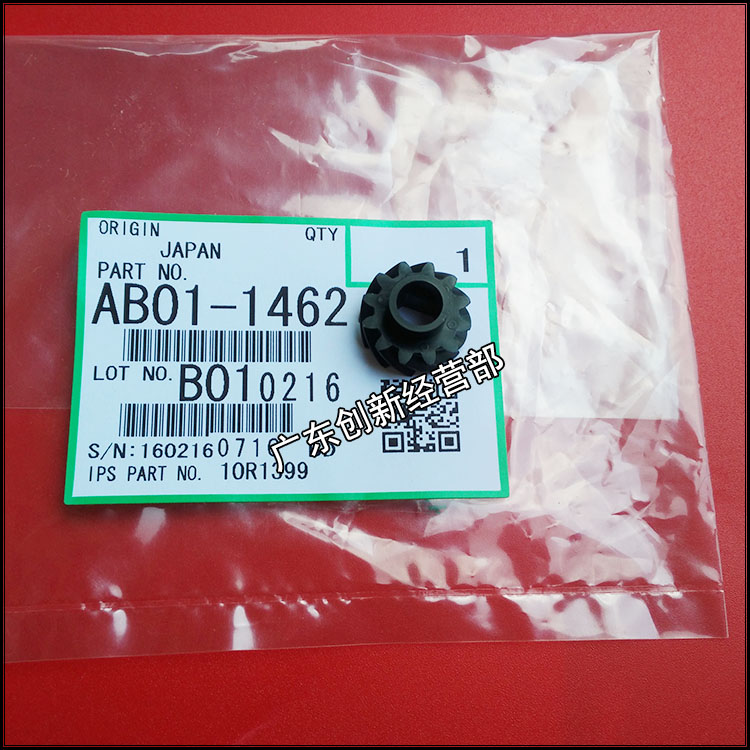 ORIGIN QTY
JAPAN 1
PART NO.
AB01-1462
LOT NO. B010216
S/N:160216071
IPS PART NO. 10R1399
广东创新经营部